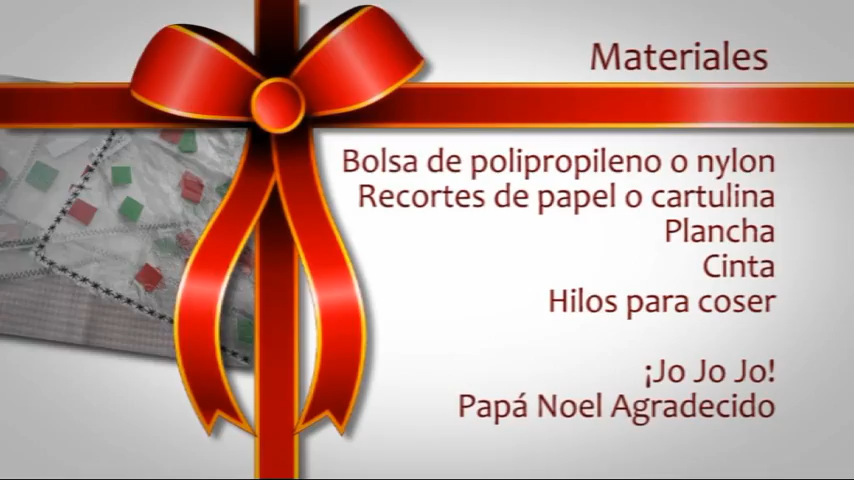 Materiales
Bolsa de polipropileno o nylon
Recortes de papel o cartulina
Plancha
Cinta
Hilos para coser
¡Jo Jo Jo!
Papá Noel Agradecido